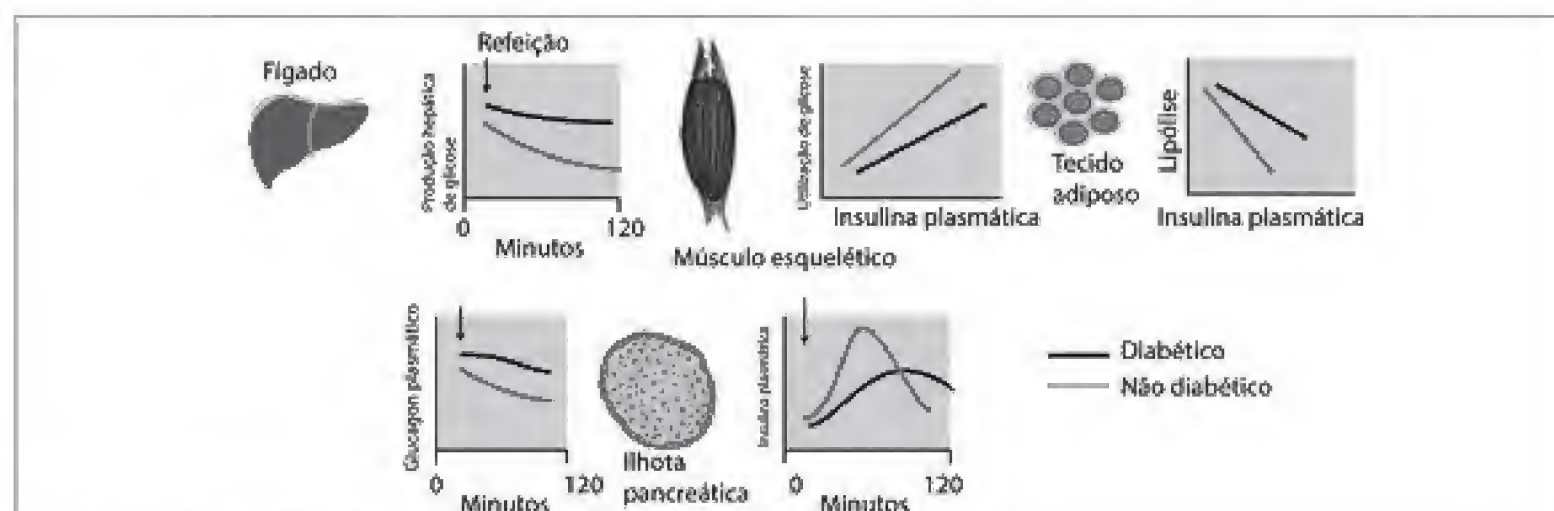 Fígado
Refeição
Produção hepática
de glicose
0
120
Minutos
Músculo esquelético
Utilização de glicose
Insulina plasmática
Tecido
adiposo
Lipólise
Insulina plasmática
Glucagon plasmático
0
120
Minutos
Ilhota
pancreática
Insulina plasmática
0
120
Minutos
Diabético
Não diabético